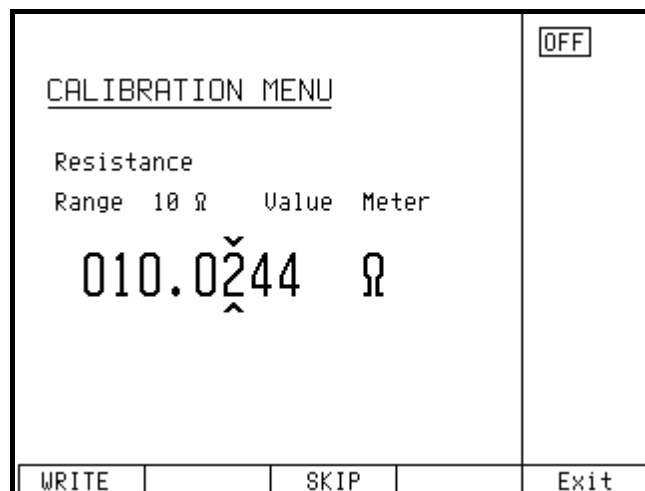 OFF
CALIBRATION MENU
Resistance
Range 10 Ω Value Meter
010.0244 Ω
WRITE SKIP Exit